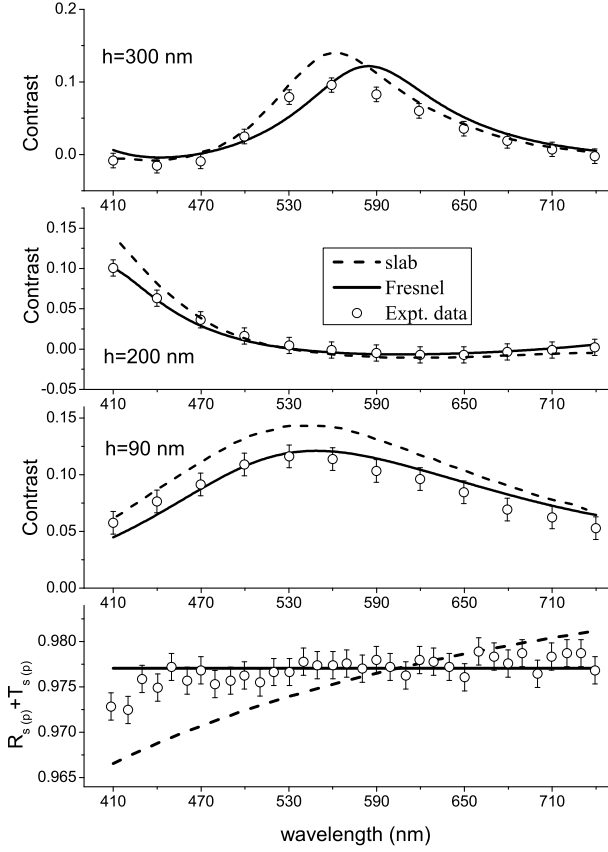 0.2
0.1
0.0
Contrast
h=300 nm
410 470 530 590 650 710
0.15
0.10
0.05
0.00
-0.05
Contrast
h=200 nm
slab
Fresnel
Expt. data
410 470 530 590 650 710
0.15
0.10
0.05
0.00
Contrast
h=90 nm
410 470 530 590 650 710
0.980
0.975
0.970
0.965
R s (p) +T s (p)
410 470 530 590 650 710
wavelength (nm)